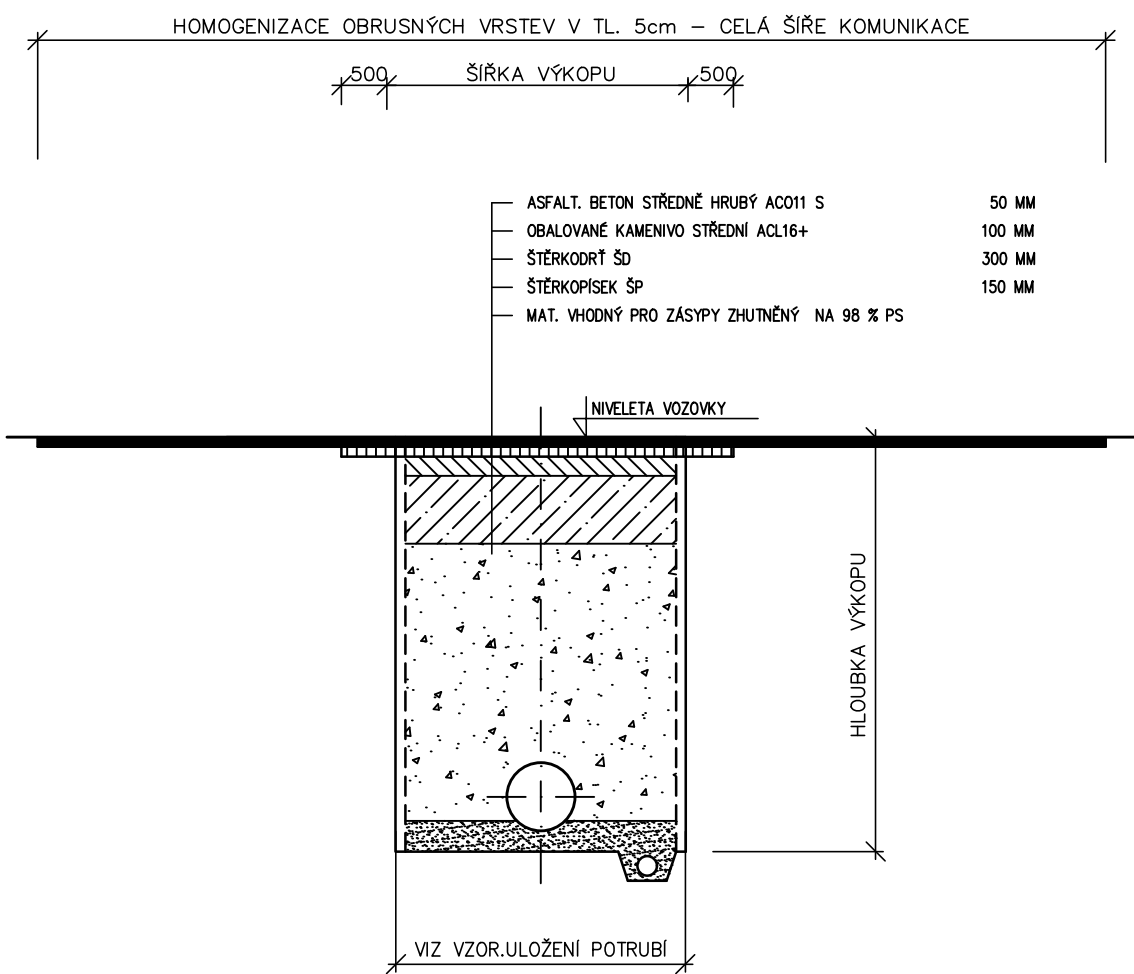 HOMOGENIZACE OBRUSNÝCH VRSTEV V TL. 5cm – CELÁ ŠÍŘE KOMUNIKACE
500 ŠÍŘKA VÝKOPU 500
ASFALT. BETON STŘEDNĚ HRUBÝ ACO11 S 50 MM
OBALOVANÉ KAMENIVO STŘEDNÍ ACL16+ 100 MM
ŠTĚRKODRŤ ŠD 300 MM
ŠTĚRKOPÍSEK ŠP 150 MM
MAT. VHODNÝ PRO ZÁSYPY ZHUTNĚNÝ NA 98 % PS
NIVELETA VOZOVKY
HLOUBKA VÝKOPU
VIZ VZOR.ULOŽENÍ POTRUBÍ